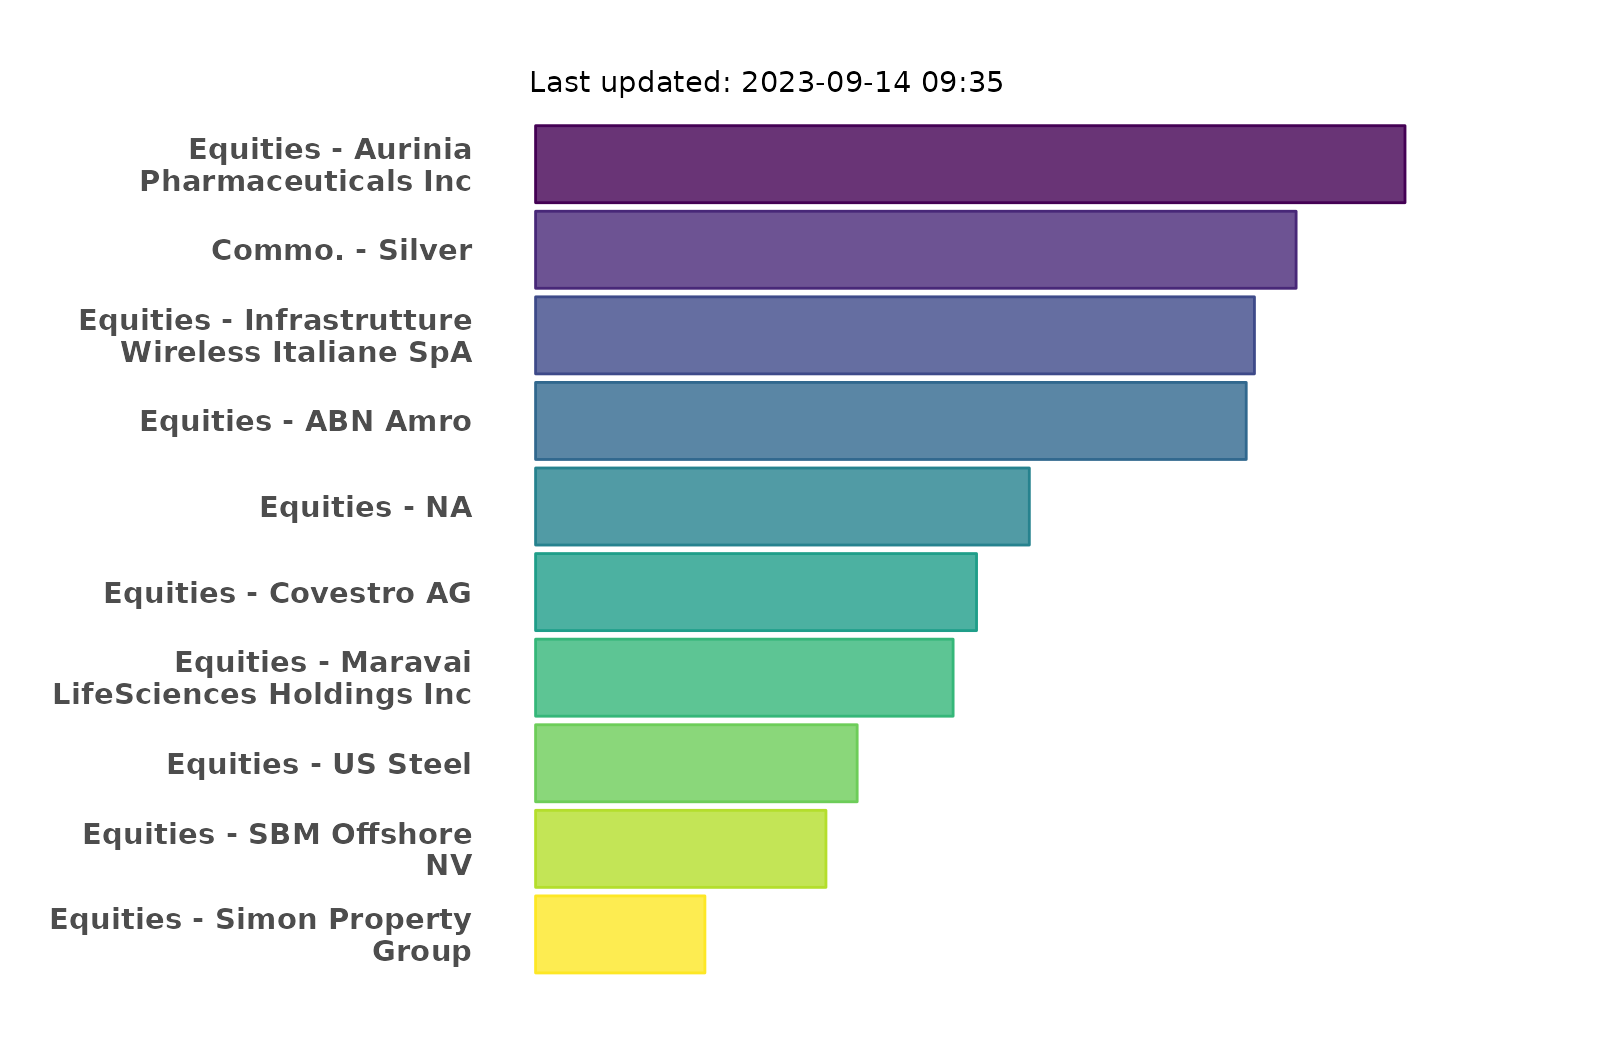 Last updated: 2023-09-14 09:35
Equities - Aurinia
Pharmaceuticals Inc
Commo. - Silver
Equities - Infrastrutture
Wireless Italiane SpA
Equities - ABN Amro
Equities - NA
Equities - Covestro AG
Equities - Maravai
LifeSciences Holdings Inc
Equities - US Steel
Equities - SBM Offshore
NV
Equities - Simon Property
Group